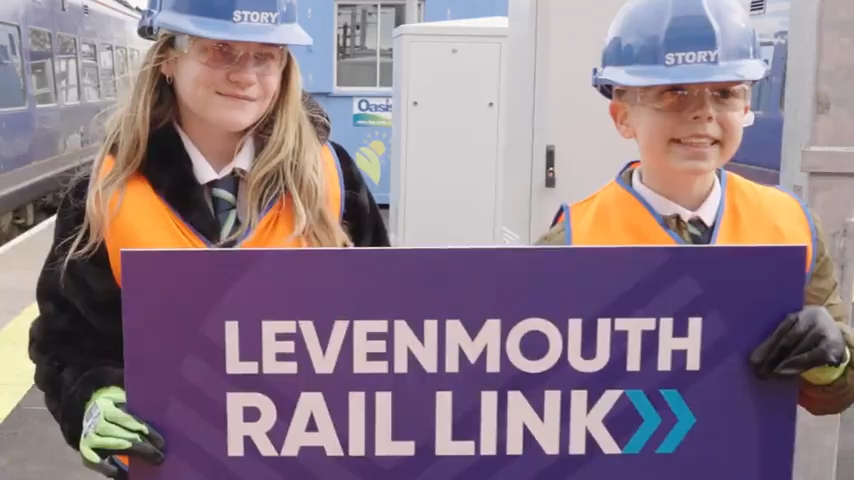 STORY
STORY
Oasis
LEVENMOUTH
RAIL LINK